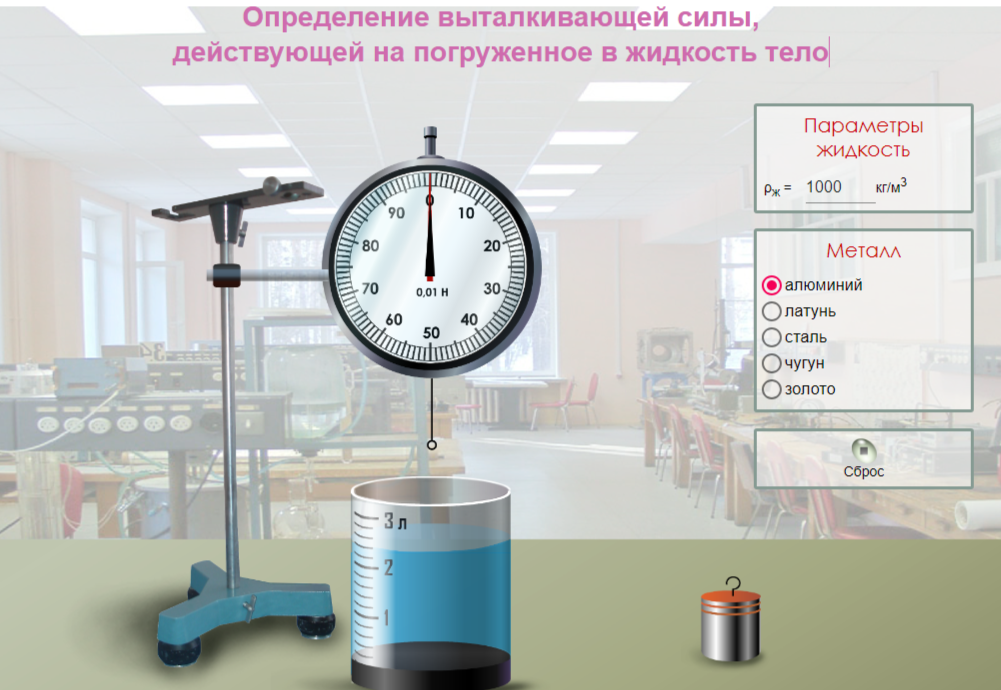 Определение выталкивающей силы,
действующей на погруженное в жидкость тело
Параметры
жидкость
ρж = 1000 кг/м³
Металл
алюминий
латунь
сталь
чугун
золото
Сброс
0
90 10
80 20
70 30
0,01 Н
60 40
50
3 л
2
1